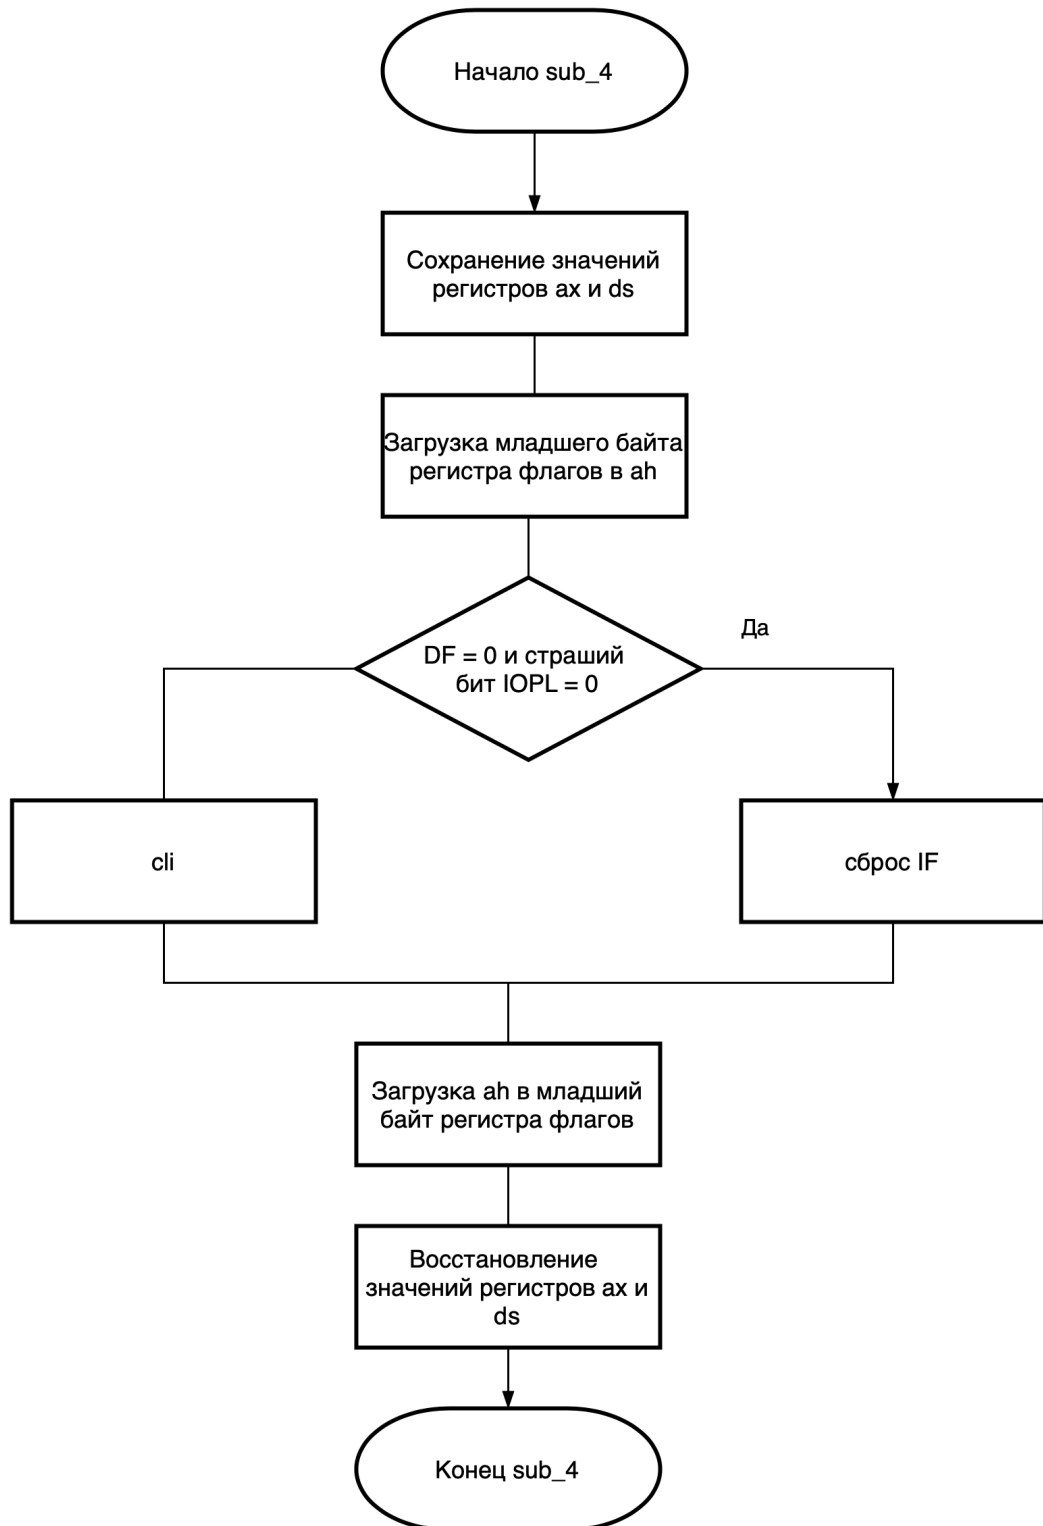 Начало sub_4
Сохранение значений
регистров ax и ds
Загрузка младшего байта
регистра флагов в ah
DF = 0 и страший
бит IOPL = 0
Да
cli
сброс IF
Загрузка ah в младший
байт регистра флагов
Восстановление
значений регистров ax и
ds
Конец sub_4